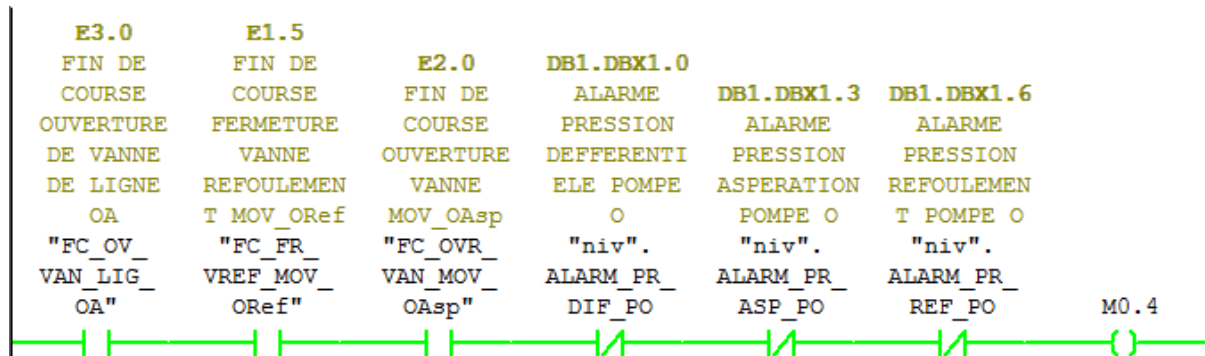 E3.0
FIN DE
COURSE
OUVERTURE
DE VANNE
DE LIGNE
OA
"FC_OV_
VAN_LIG_
OA"
E1.5
FIN DE
COURSE
FERMETURE
VANNE
REFOULEMEN
T MOV_ORef
"FC_FR_
VREF_MOV_
ORef"
E2.0
FIN DE
COURSE
OUVERTURE
VANNE
MOV_OAsp
"FC_OVR_
VAN_MOV_
OAsp"
DB1.DBX1.0
ALARME
PRESSION
DEFFERENTI
ELE POMPE
O
"niv".
ALARM_PR_
DIF_PO
DB1.DBX1.3
ALARME
PRESSION
ASPERATION
POMPE O
"niv".
ALARM_PR_
ASP_PO
DB1.DBX1.6
ALARME
PRESSION
REFOULEMEN
T POMPE O
"niv".
ALARM_PR_
REF_PO
M0.4